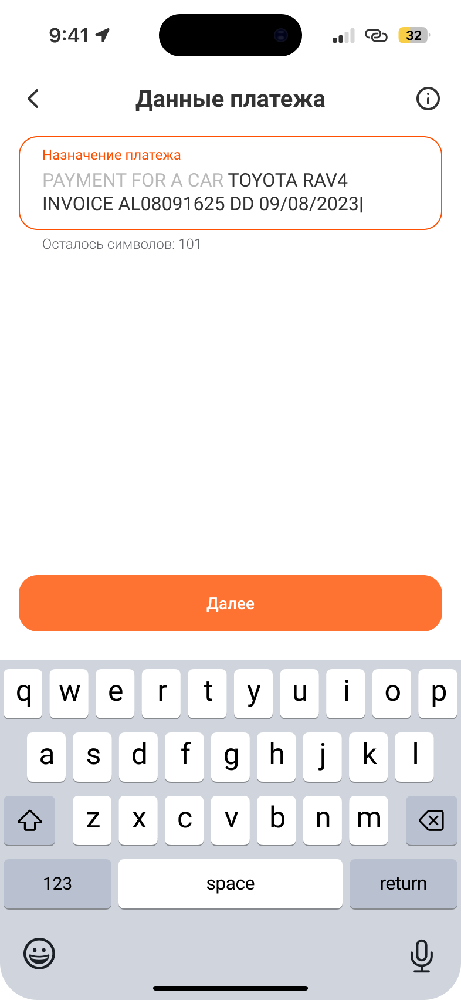 9:41
32
Данные платежа
Назначение платежа
PAYMENT FOR A CAR TOYOTA RAV4
INVOICE AL08091625 DD 09/08/2023
Осталось символов: 101
Далее
q w e r t y u i o p
a s d f g h j k l
z x c v b n m
123 space return